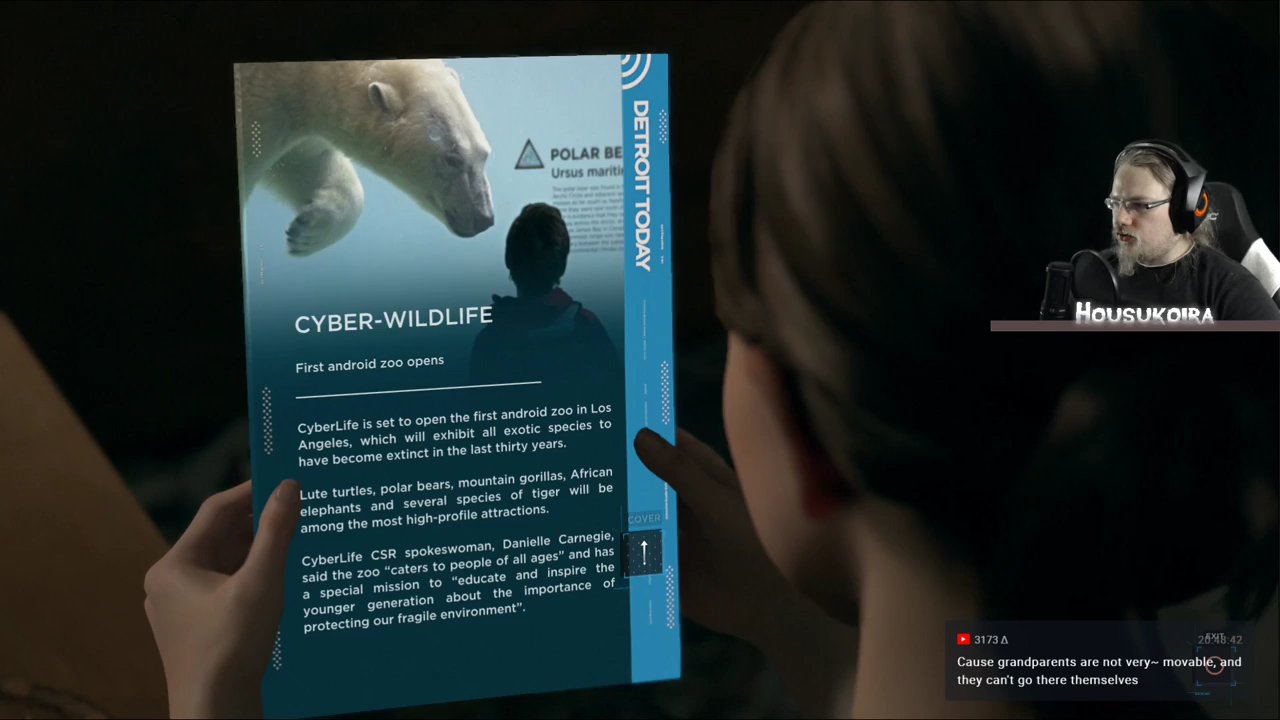 POLAR BE
Ursus mariti
DETROIT TODAY
CYBER-WILDLIFE
First android zoo opens
CyberLife is set to open the first android zoo in Los
Angeles, which will exhibit all exotic species to
have become extinct in the last thirty years.
Lute turtles, polar bears, mountain gorillas, African
elephants and several species of tiger will be
among the most high-profile attractions.
CyberLife CSR spokeswoman, Danielle Carnegie,
said the zoo “caters to people of all ages” and has
a special mission to “educate and inspire the
younger generation about the importance of
protecting our fragile environment”.
COVER
HOUSUKOIRA
3173 Δ
20:48:42
EXIT
Cause grandparents are not very~ movable, and
they can't go there themselves